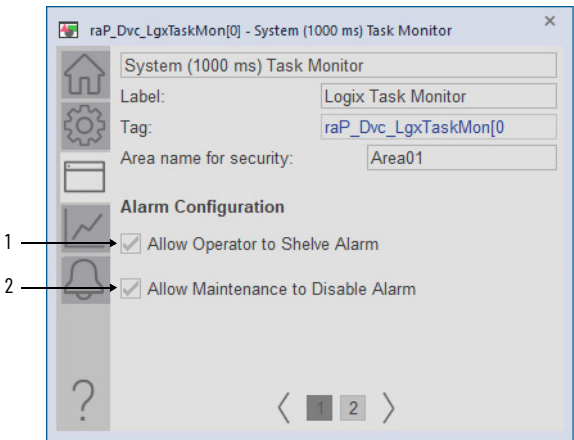 raP_Dvc_LgxTaskMon[0] - System (1000 ms) Task Monitor
System (1000 ms) Task Monitor
Label: Logix Task Monitor
Tag: raP_Dvc_LgxTaskMon[0
Area name for security: Area01
Alarm Configuration
1 Allow Operator to Shelve Alarm
2 Allow Maintenance to Disable Alarm
? 1 2